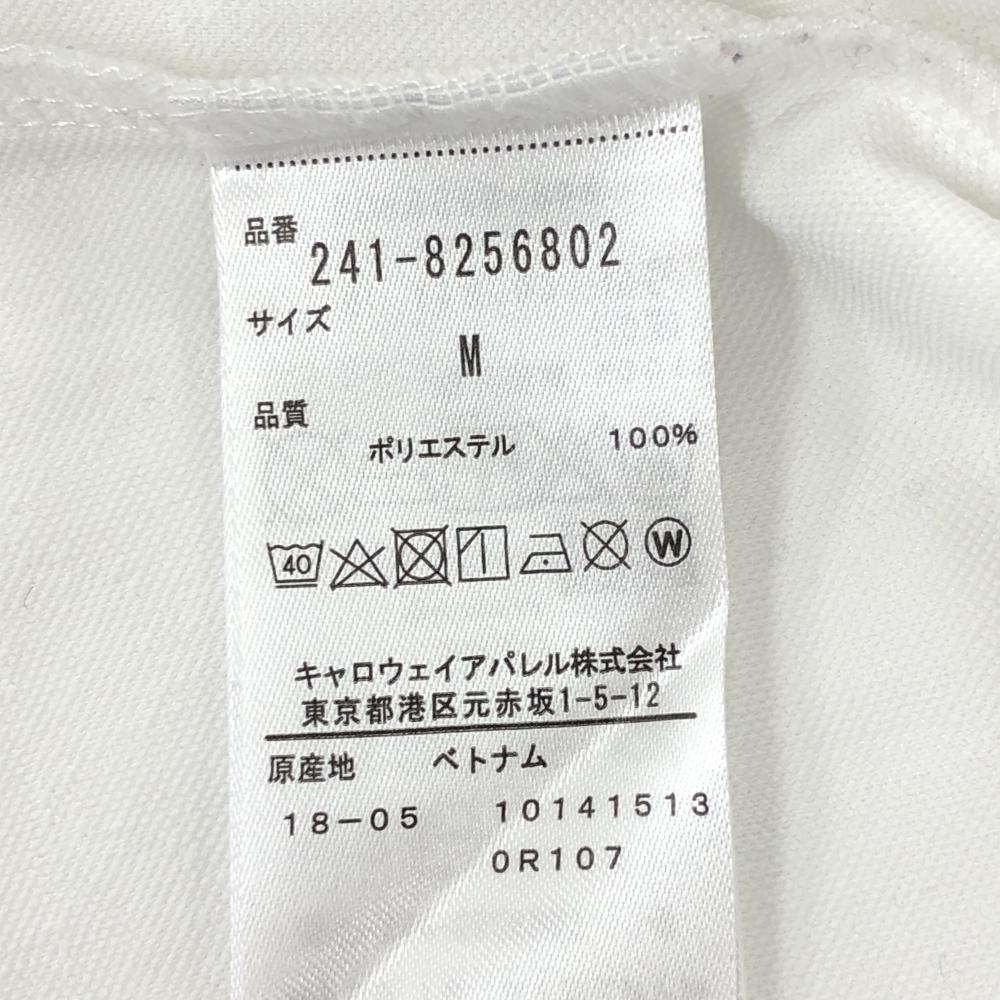 品番
241-8256802
サイズ
M
品質
ポリエステル 100%
40 W
キャロウェイアパレル株式会社
東京都港区元赤坂1-5-12
原産地 ベトナム
18-05 10141513
0R107